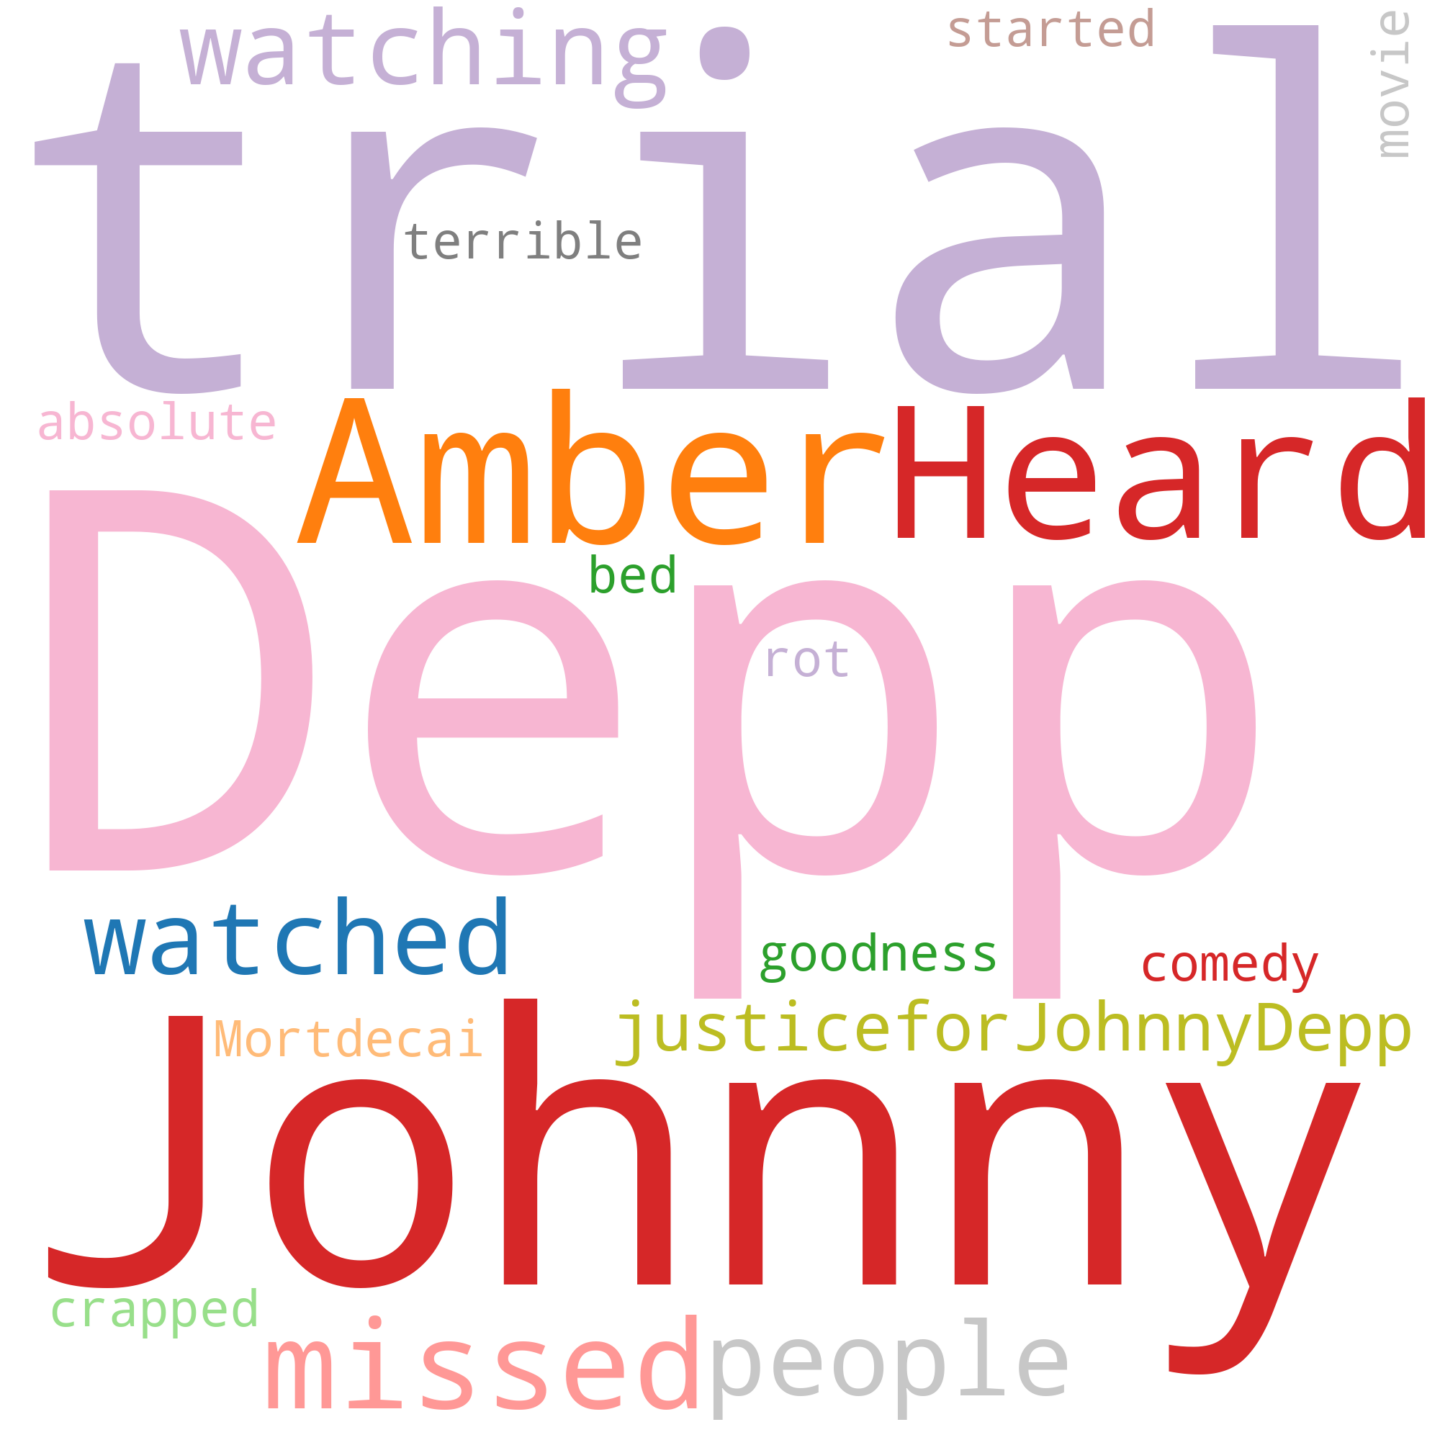 watching
started
movie
trial
terrible
absolute
Amber
Heard
Depp
bed
rot
watched
goodness
comedy
Mortdecai
justiceforJohnnyDepp
Johnny
crapped
missed
people